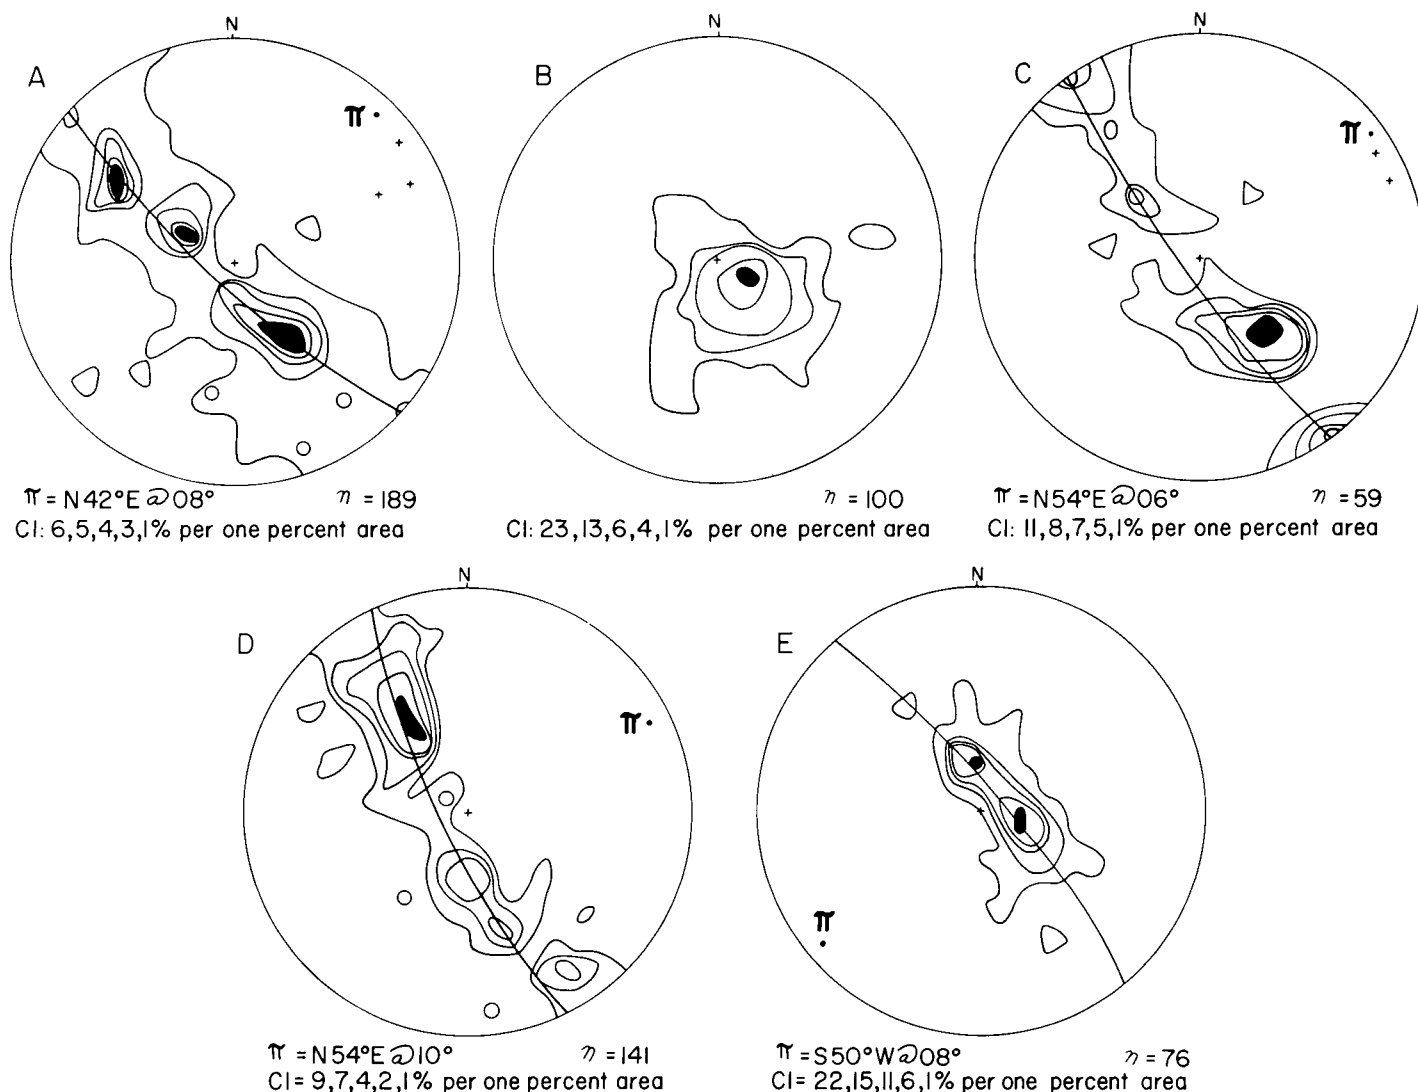 N
A
π
π = N42°E @ 08°
η = 189
CI: 6,5,4,3,1% per one percent area
N
B
η = 100
CI: 23,13,6,4,1% per one percent area
N
C
π
π = N54°E @ 06°
η = 59
CI: 11,8,7,5,1% per one percent area
N
D
π
π = N54°E @ 10°
η = 141
CI = 9,7,4,2,1% per one percent area
N
E
π
π = S50°W @ 08°
η = 76
CI = 22,15,11,6,1% per one percent area